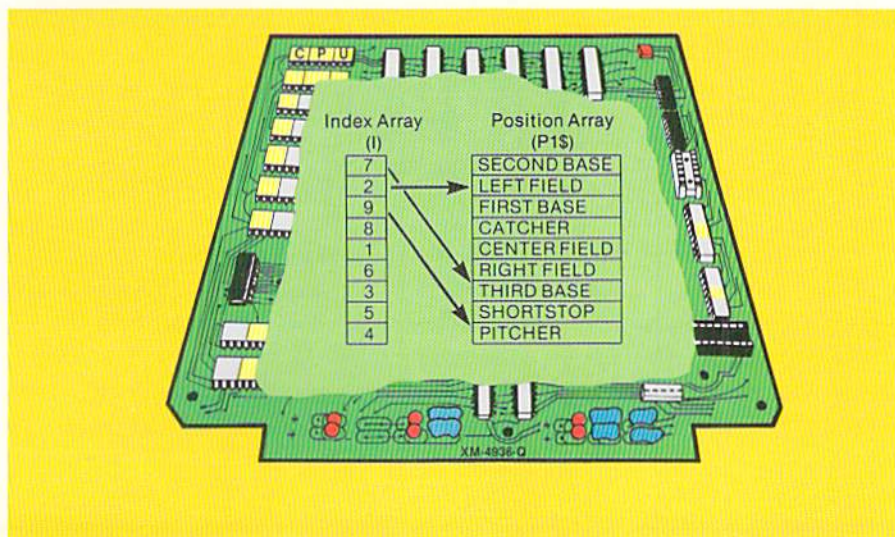 CPU
Index Array
(I)
Position Array
(P1$)
7 SECOND BASE
2 LEFT FIELD
9 FIRST BASE
8 CATCHER
1 CENTER FIELD
6 RIGHT FIELD
3 THIRD BASE
5 SHORTSTOP
4 PITCHER
XM-4936-Q